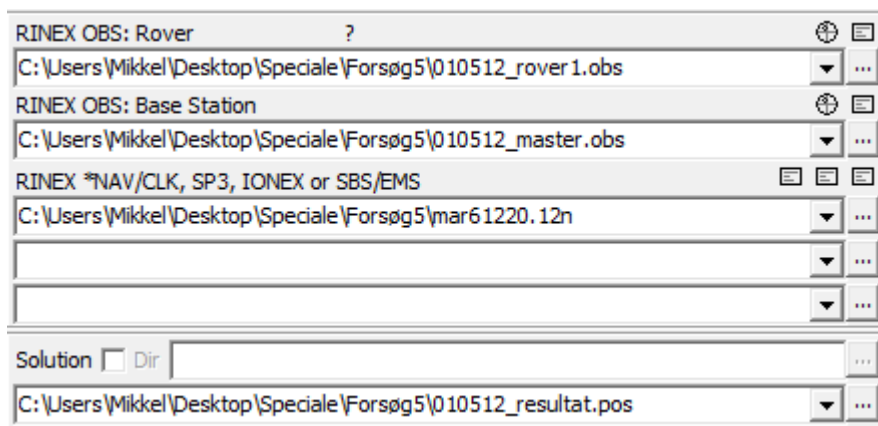 RINEX OBS: Rover ?
C:\Users\Mikkel\Desktop\Speciale\Forsøg5\010512_rover1.obs
...
RINEX OBS: Base Station
C:\Users\Mikkel\Desktop\Speciale\Forsøg5\010512_master.obs
...
RINEX *NAV/CLK, SP3, IONEX or SBS/EMS
C:\Users\Mikkel\Desktop\Speciale\Forsøg5\mar61220.12n
...
...
...
Solution Dir
...
C:\Users\Mikkel\Desktop\Speciale\Forsøg5\010512_resultat.pos
...